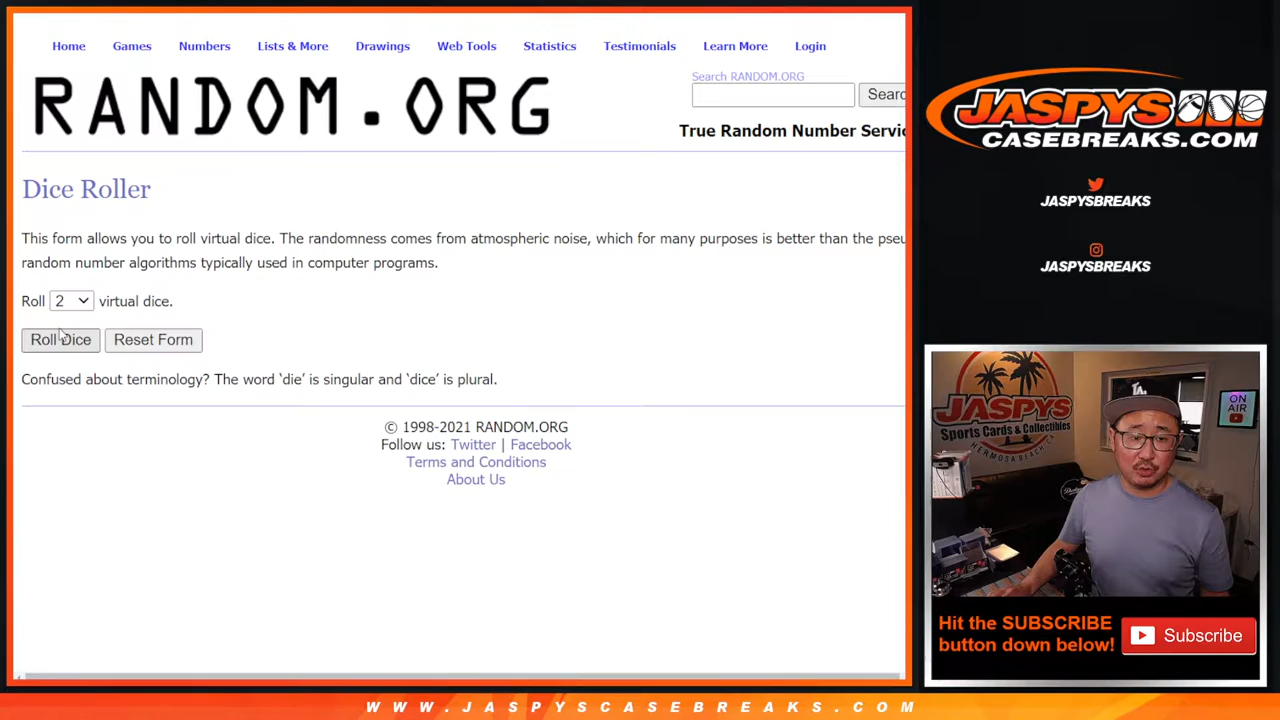 Home Games Numbers Lists & More Drawings Web Tools Statistics Testimonials Learn More Login
RANDOM.ORG
Search RANDOM.ORG
Searc
True Random Number Servic
Dice Roller
This form allows you to roll virtual dice. The randomness comes from atmospheric noise, which for many purposes is better than the pseu
random number algorithms typically used in computer programs.
Roll 2 virtual dice.
Roll Dice Reset Form
Confused about terminology? The word ‘die’ is singular and ‘dice’ is plural.
© 1998-2021 RANDOM.ORG
Follow us: Twitter | Facebook
Terms and Conditions
About Us
JASPYS
CASEBREAKS.COM
JASPYSBREAKS
JASPYSBREAKS
JASPYS
Sports Cards & Collectibles
HERMOSA BEACH, CA
LA
ON
AIR
Hit the SUBSCRIBE
button down below!
Subscribe
WWW.JASPYSCASEBREAKS.COM